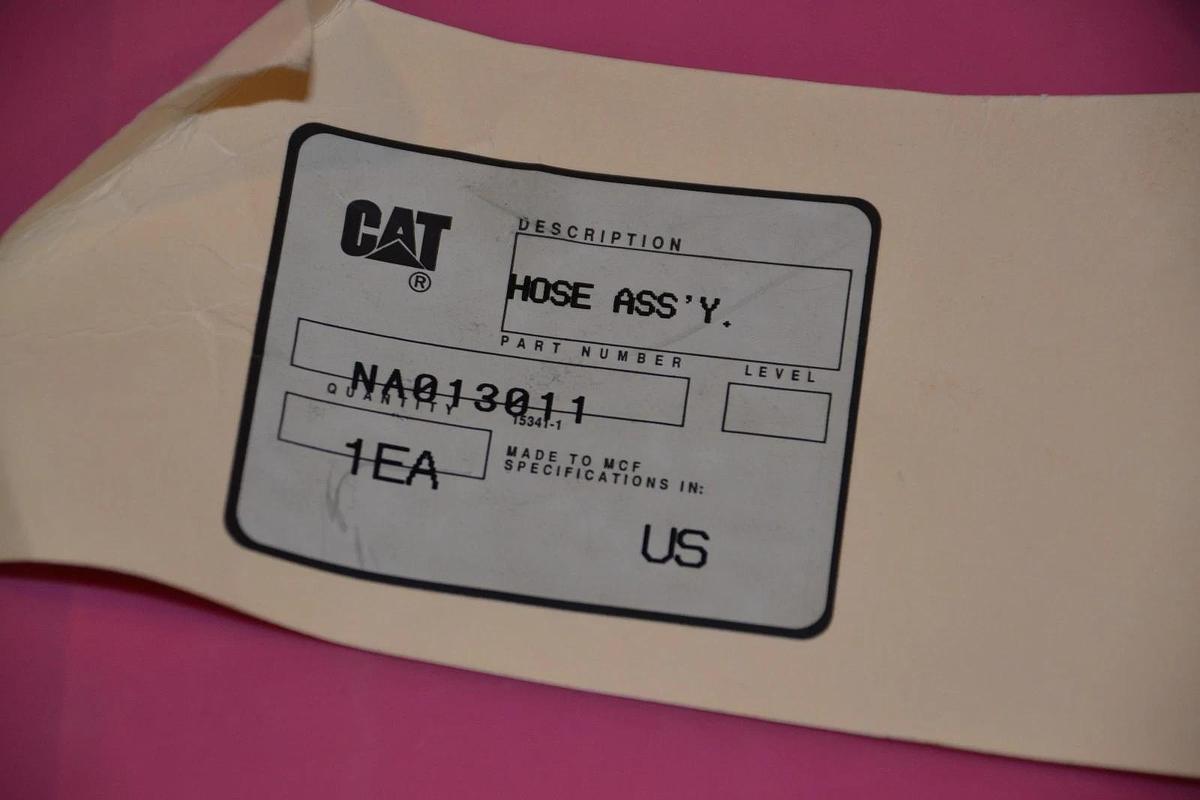 CAT
®
DESCRIPTION
HOSE ASS'Y.
PART NUMBER
LEVEL
NA013011
QUANTITY
15341-1
1EA
MADE TO MCF
SPECIFICATIONS IN:
US